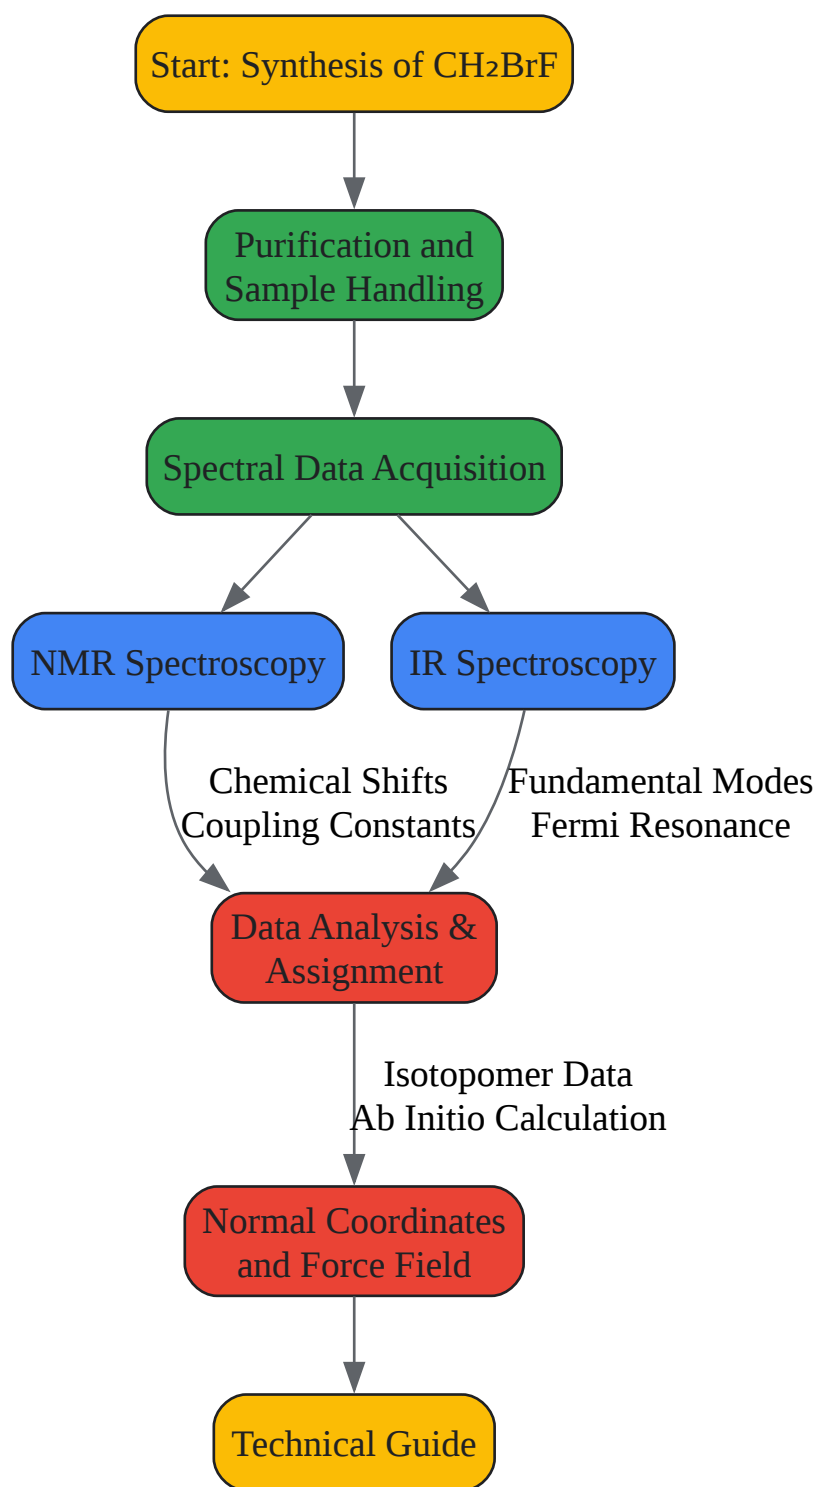 Start: Synthesis of CH₂BrF
Purification and
Sample Handling
Spectral Data Acquisition
NMR Spectroscopy
IR Spectroscopy
Chemical Shifts
Coupling Constants
Fundamental Modes
Fermi Resonance
Data Analysis &
Assignment
Isotopomer Data
Ab Initio Calculation
Normal Coordinates
and Force Field
Technical Guide